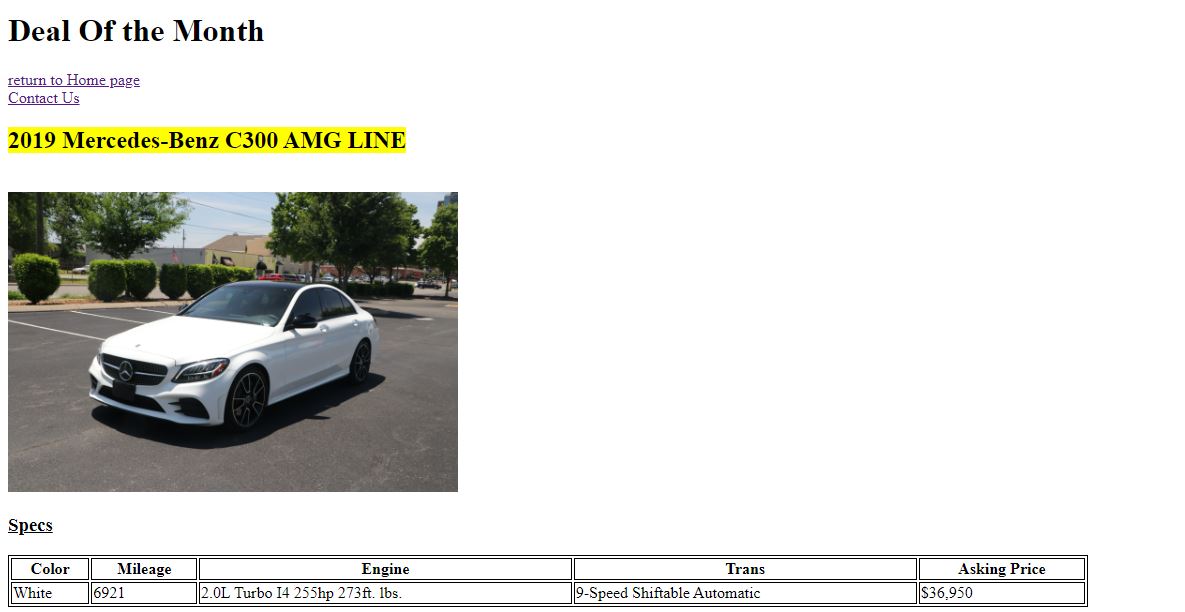 Deal Of the Month
return to Home page
Contact Us
2019 Mercedes-Benz C300 AMG LINE
Specs
Color Mileage Engine Trans Asking Price
White 6921 2.0L Turbo I4 255hp 273ft. lbs. 9-Speed Shiftable Automatic $36,950